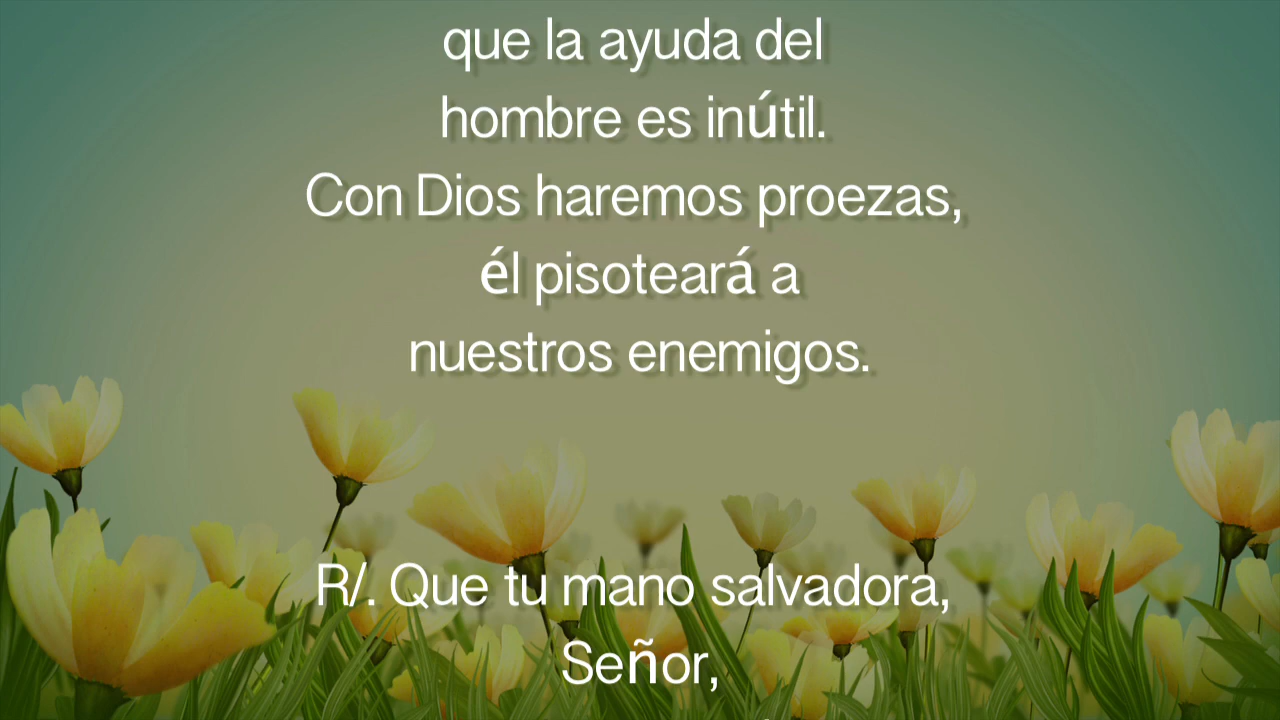 que la ayuda del
hombre es inútil.
Con Dios haremos proezas,
él pisoteará a
nuestros enemigos.
R/. Que tu mano salvadora,
Señor,